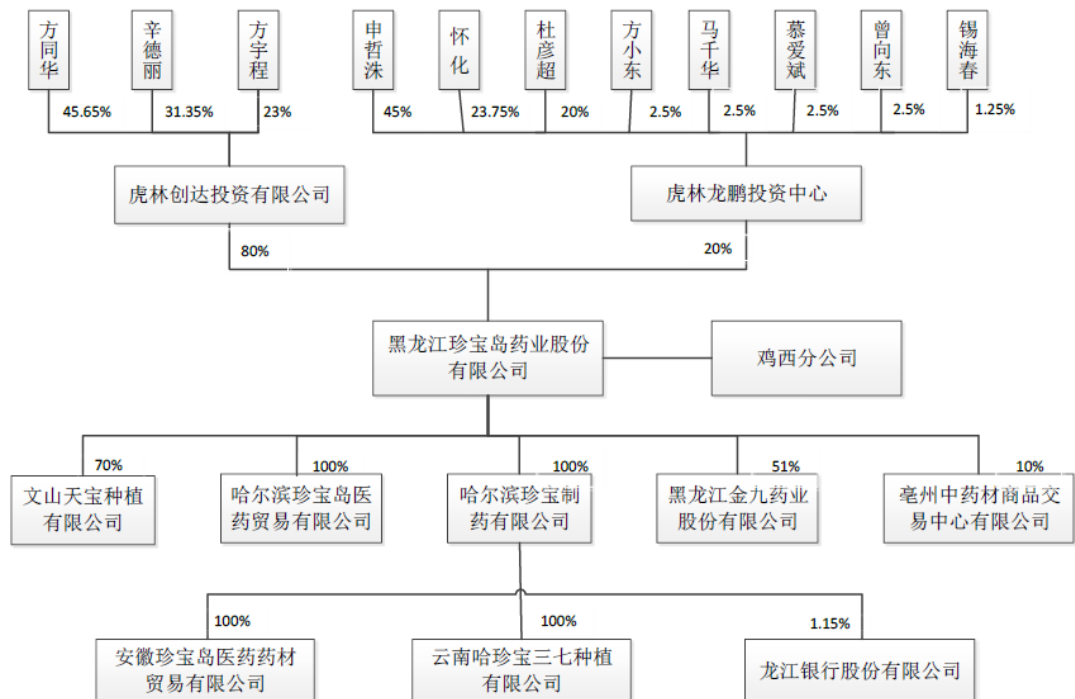 方同华
辛德丽
方宇程
申哲洙
怀化
杜彦超
方小东
马千华
慕爱斌
曾向东
锡海春
45.65%
31.35%
23%
45%
23.75%
20%
2.5%
2.5%
2.5%
2.5%
1.25%
虎林创达投资有限公司
虎林龙鹏投资中心
80%
20%
黑龙江珍宝岛药业股份
有限公司
鸡西分公司
70%
100%
100%
51%
10%
文山天宝种植
有限公司
哈尔滨珍宝岛医
药贸易有限公司
哈尔滨珍宝制
药有限公司
黑龙江金九药业
股份有限公司
亳州中药材商品交
易中心有限公司
100%
100%
1.15%
安徽珍宝岛医药药材
贸易有限公司
云南哈珍宝三七种植
有限公司
龙江银行股份有限公司